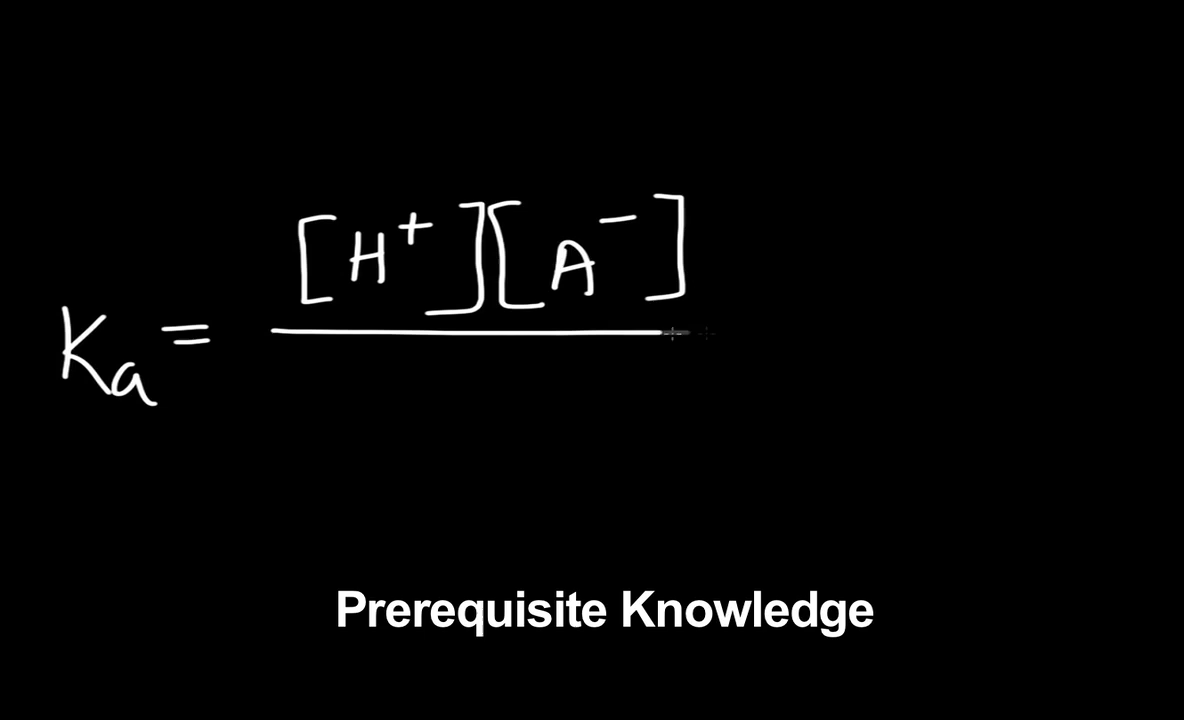 [H⁺][A⁻]
Kₐ =
Prerequisite Knowledge